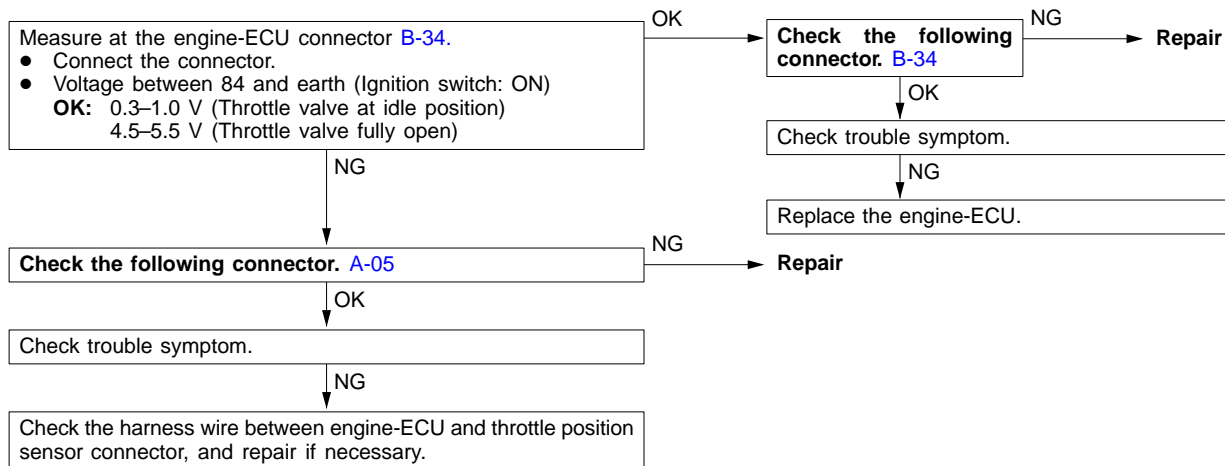 Measure at the engine-ECU connector B-34.
● Connect the connector.
● Voltage between 84 and earth (Ignition switch: ON)
OK: 0.3–1.0 V (Throttle valve at idle position)
4.5–5.5 V (Throttle valve fully open)
OK
Check the following
connector. B-34
NG
Repair
OK
Check trouble symptom.
NG
Replace the engine-ECU.
NG
Check the following connector. A-05
NG
Repair
OK
Check trouble symptom.
NG
Check the harness wire between engine-ECU and throttle position
sensor connector, and repair if necessary.